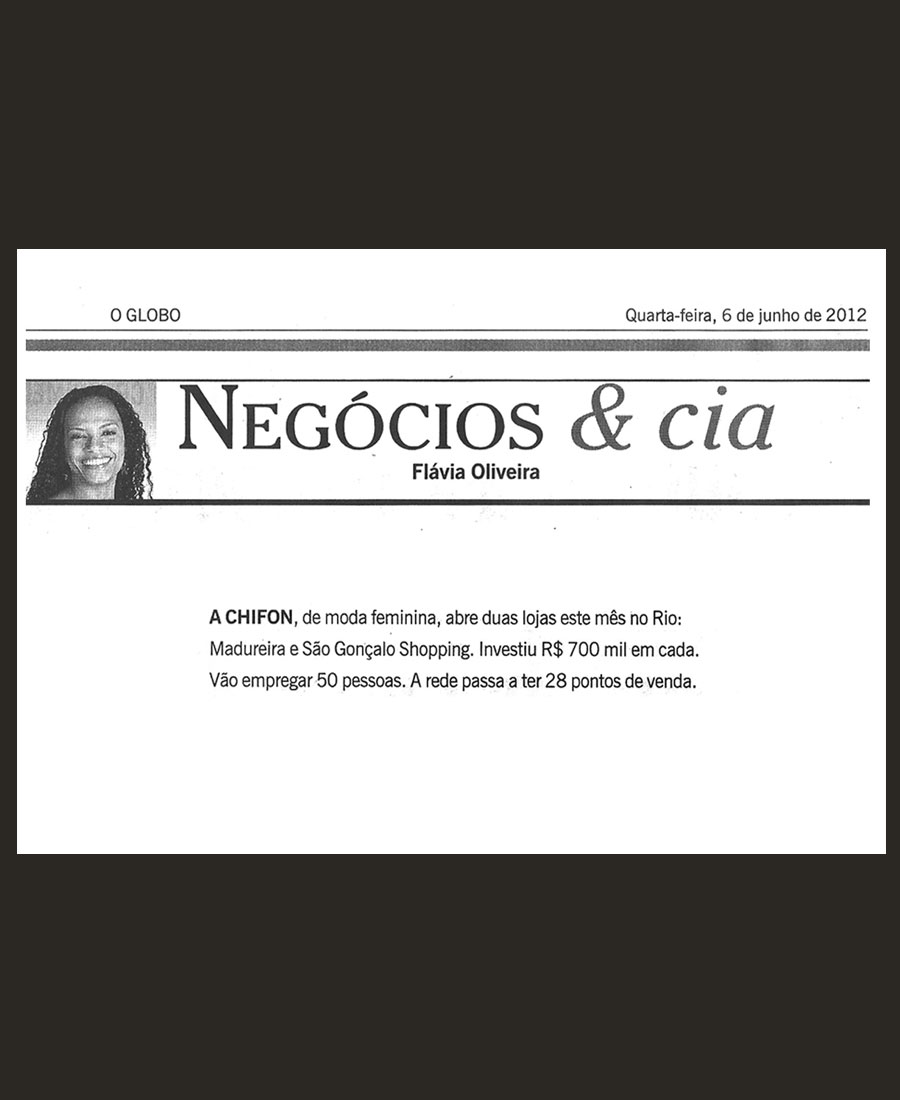 O GLOBO
Quarta-feira, 6 de junho de 2012
NEGÓCIOS & cia
Flávia Oliveira
A CHIFON, de moda feminina, abre duas lojas este mês no Rio:
Madureira e São Gonçalo Shopping. Investiu R$ 700 mil em cada.
Vão empregar 50 pessoas. A rede passa a ter 28 pontos de venda.